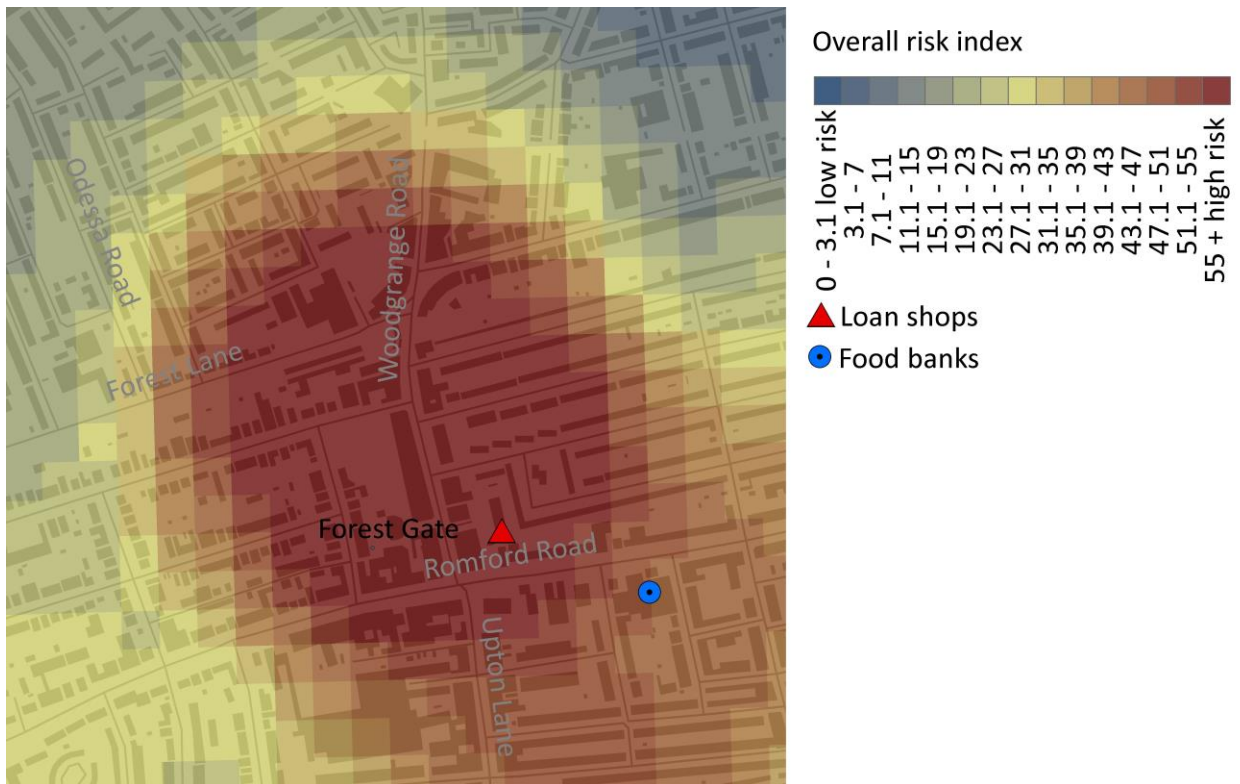 Overall risk index
0 - 3.1 low risk
3.1 - 7
7.1 - 11
11.1 - 15
15.1 - 19
19.1 - 23
23.1 - 27
27.1 - 31
31.1 - 35
35.1 - 39
39.1 - 43
43.1 - 47
47.1 - 51
51.1 - 55
55 + high risk
Loan shops
Food banks
Odessa Road
Woodgrange Road
Forest Lane
Forest Gate
Romford Road
Upton Lane